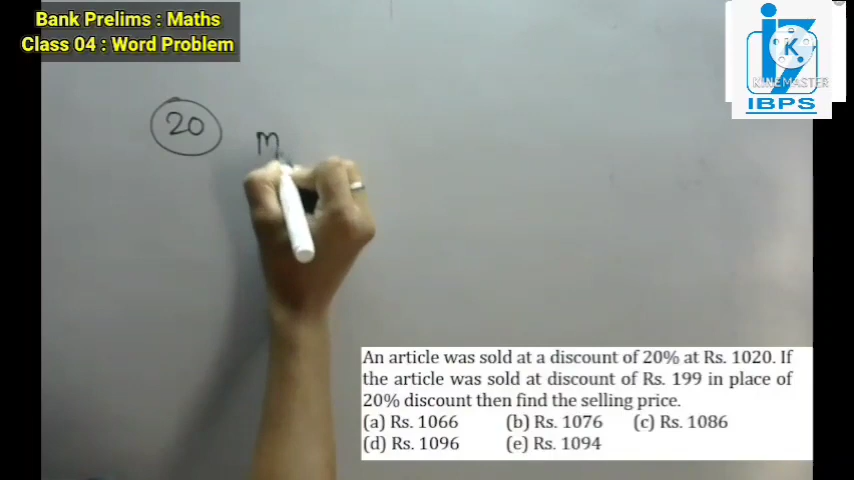 Bank Prelims : Maths
Class 04 : Word Problem
K
KINEMASTER
IBPS
20 M
An article was sold at a discount of 20% at Rs. 1020. If
the article was sold at discount of Rs. 199 in place of
20% discount then find the selling price.
(a) Rs. 1066 (b) Rs. 1076 (c) Rs. 1086
(d) Rs. 1096 (e) Rs. 1094